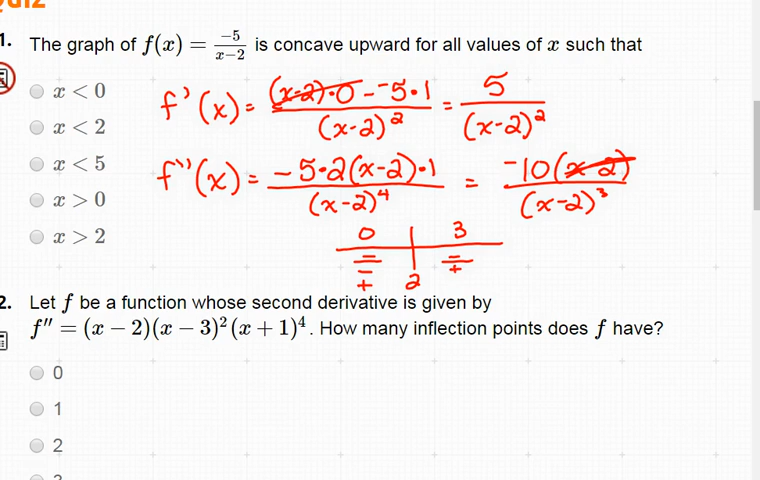 Quiz
1. The graph of f(x) = -5/(x-2) is concave upward for all values of x such that
x < 0
x < 2
x < 5
x > 0
x > 2
f'(x) = ((x-2)·0 - -5·1)/(x-2)^2 = 5/(x-2)^2
f''(x) = (-5·2(x-2)·1)/(x-2)^4 = (-10(x-2))/(x-2)^3
0 3
= =
- +
+ 2
2. Let f be a function whose second derivative is given by
f'' = (x - 2)(x - 3)^2(x + 1)^4. How many inflection points does f have?
0
1
2